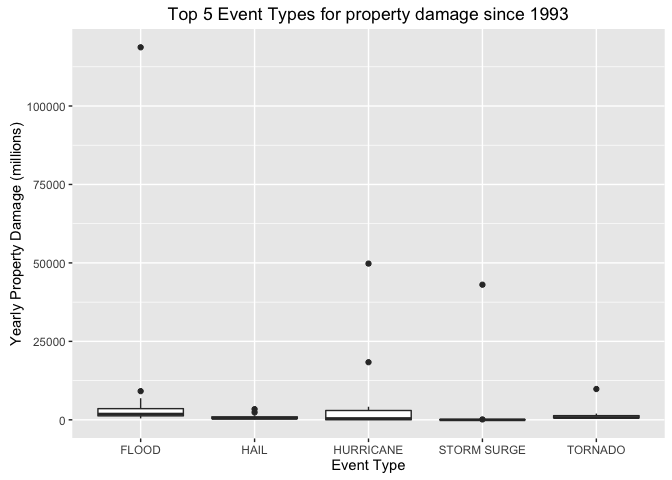 Top 5 Event Types for property damage since 1993
Yearly Property Damage (millions)
100000
75000
50000
25000
0
FLOOD HAIL HURRICANE STORM SURGE TORNADO
Event Type